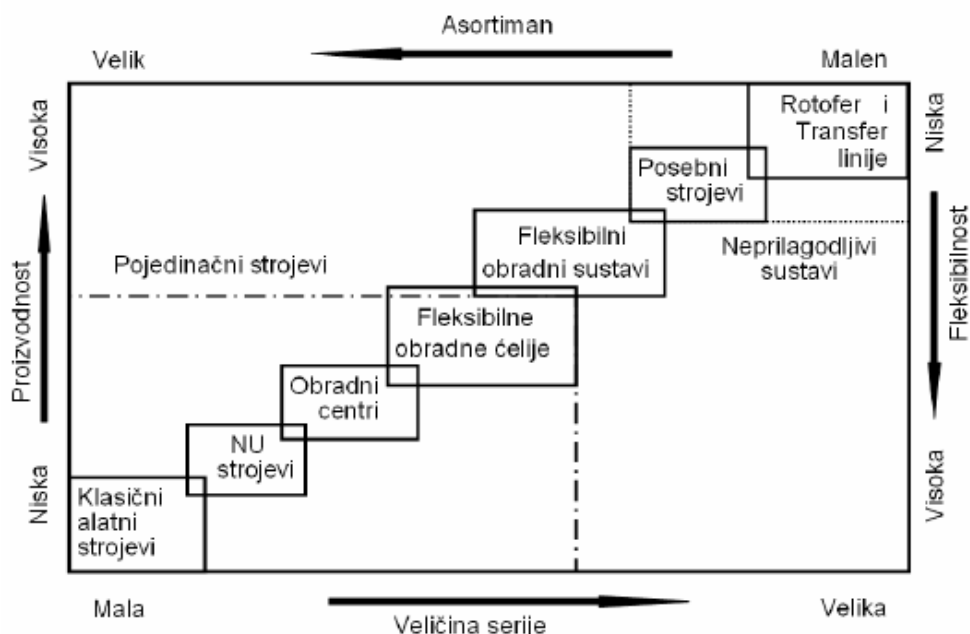 Asortiman
Velik
Malen
Visoka
Proizvodnost
Niska
Niska
Fleksibilnost
Visoka
Rotofer i
Transfer
linije
Posebni
strojevi
Neprilagodljivi
sustavi
Fleksibilni
obradni sustavi
Pojedinačni strojevi
Fleksibilne
obradne ćelije
Obradni
centri
NU
strojevi
Klasični
alatni
strojevi
Mala
Velika
Veličina serije